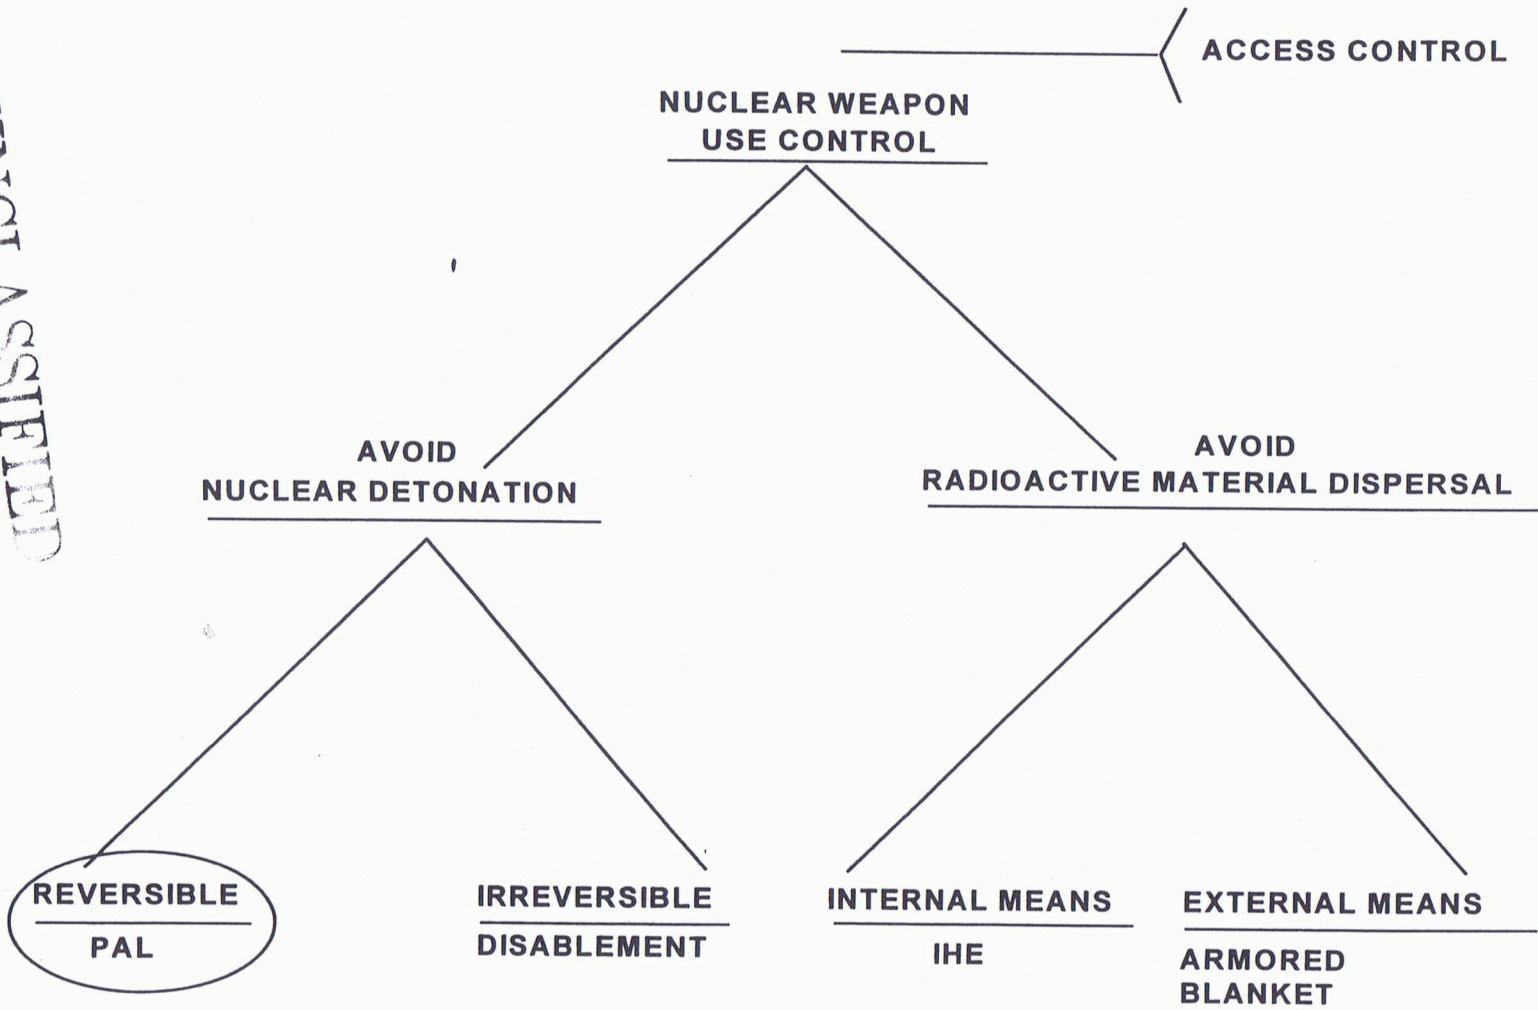 ACCESS CONTROL
NUCLEAR WEAPON
USE CONTROL
AVOID
NUCLEAR DETONATION
AVOID
RADIOACTIVE MATERIAL DISPERSAL
REVERSIBLE
PAL
IRREVERSIBLE
DISABLEMENT
INTERNAL MEANS
IHE
EXTERNAL MEANS
ARMORED
BLANKET